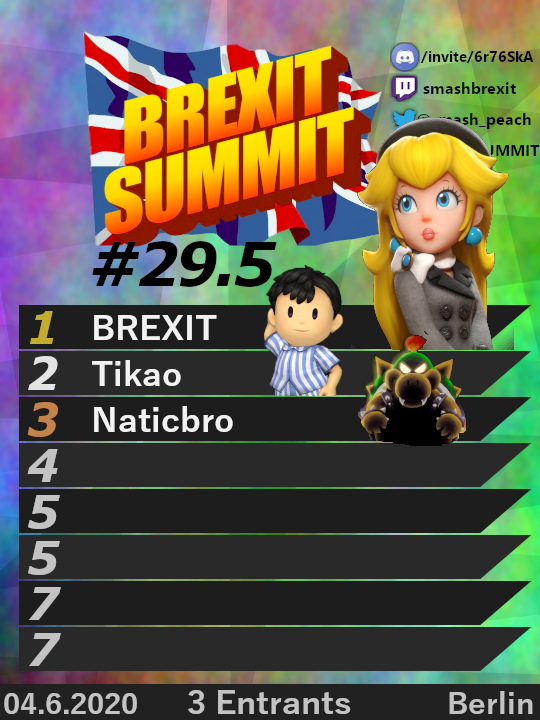 BREXIT
SUMMIT
#29.5
/invite/6r76SkA
smashbrexit
1 BREXIT
2 Tikao
3 Naticbro
4
5
5
7
7
04.6.2020 3 Entrants Berlin